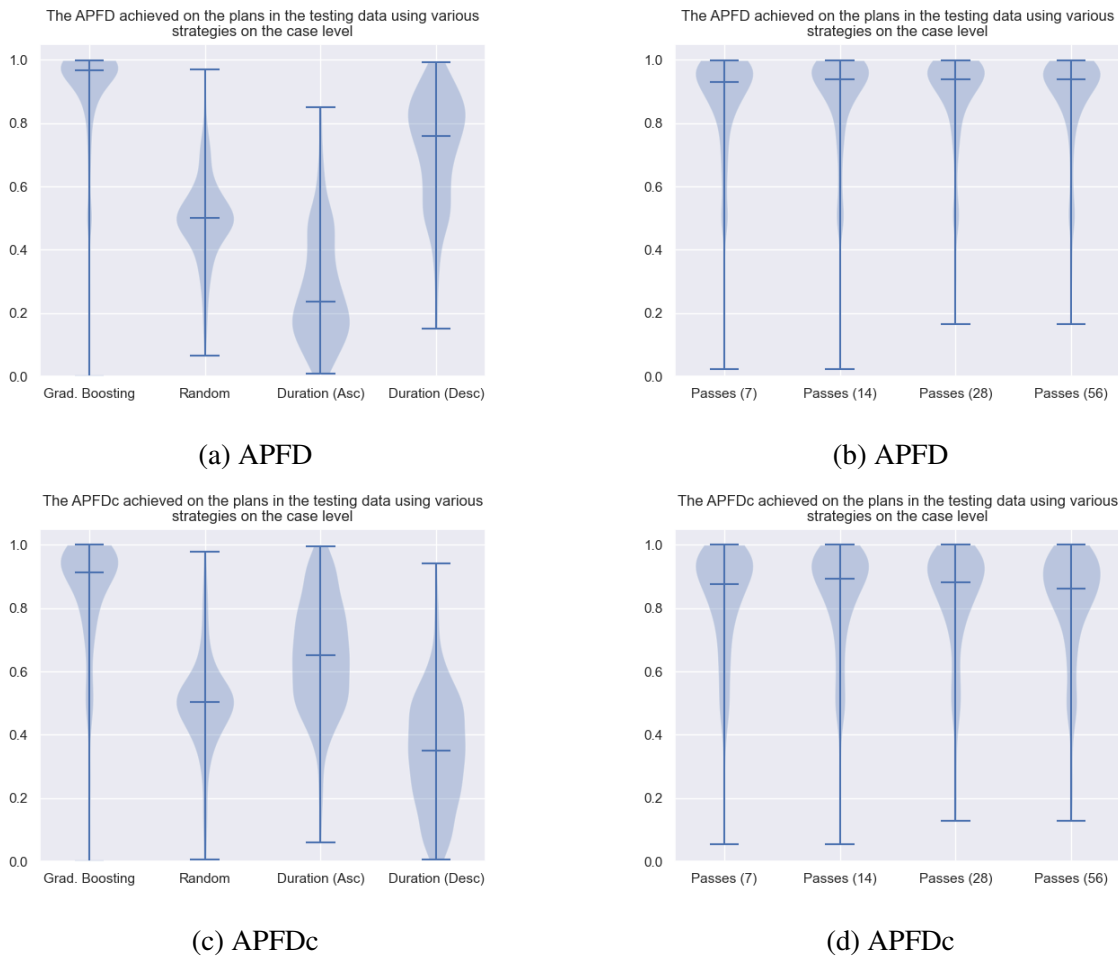 The APFD achieved on the plans in the testing data using various
strategies on the case level
1.0
0.8
0.6
0.4
0.2
0.0
Grad. Boosting Random Duration (Asc) Duration (Desc)
(a) APFD
The APFD achieved on the plans in the testing data using various
strategies on the case level
1.0
0.8
0.6
0.4
0.2
0.0
Passes (7) Passes (14) Passes (28) Passes (56)
(b) APFD
The APFDc achieved on the plans in the testing data using various
strategies on the case level
1.0
0.8
0.6
0.4
0.2
0.0
Grad. Boosting Random Duration (Asc) Duration (Desc)
(c) APFDc
The APFDc achieved on the plans in the testing data using various
strategies on the case level
1.0
0.8
0.6
0.4
0.2
0.0
Passes (7) Passes (14) Passes (28) Passes (56)
(d) APFDc